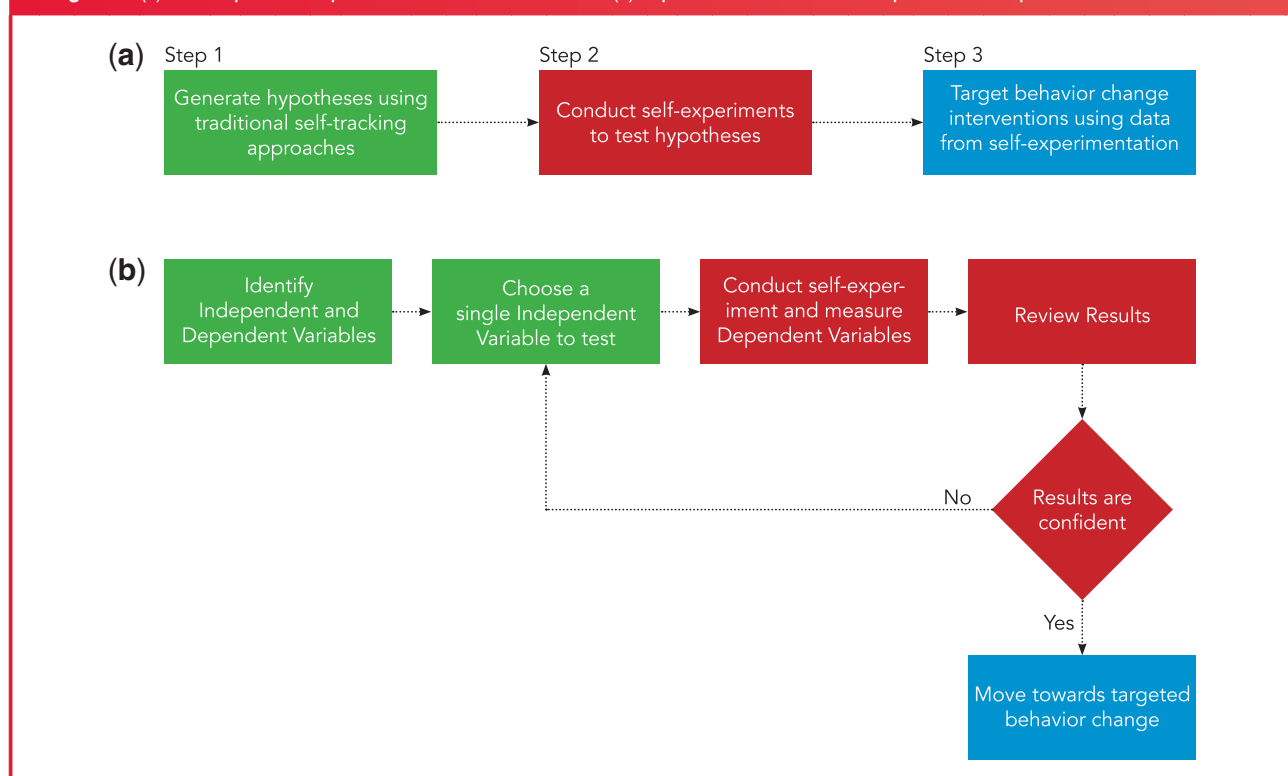 (a)
Step 1
Generate hypotheses using
traditional self-tracking
approaches
Step 2
Conduct self-experiments
to test hypotheses
Step 3
Target behavior change
interventions using data
from self-experimentation
(b)
Identify
Independent and
Dependent Variables
Choose a
single Independent
Variable to test
Conduct self-exper-
iment and measure
Dependent Variables
Review Results
Results are
confident
No
Yes
Move towards targeted
behavior change